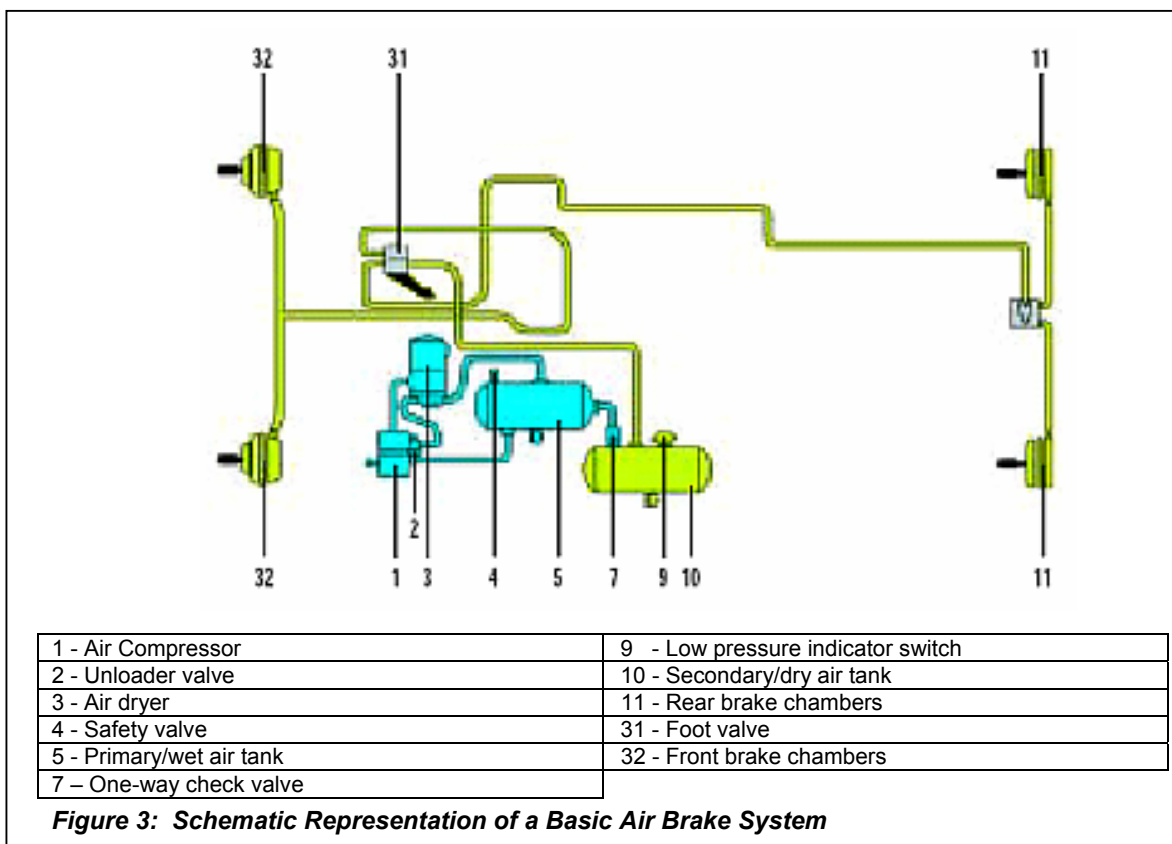 32 31 11
32 1 2 3 4 5 7 9 10 11
1 - Air Compressor
9 - Low pressure indicator switch
2 - Unloader valve
10 - Secondary/dry air tank
3 - Air dryer
11 - Rear brake chambers
4 - Safety valve
31 - Foot valve
5 - Primary/wet air tank
32 - Front brake chambers
7 – One-way check valve
Figure 3: Schematic Representation of a Basic Air Brake System